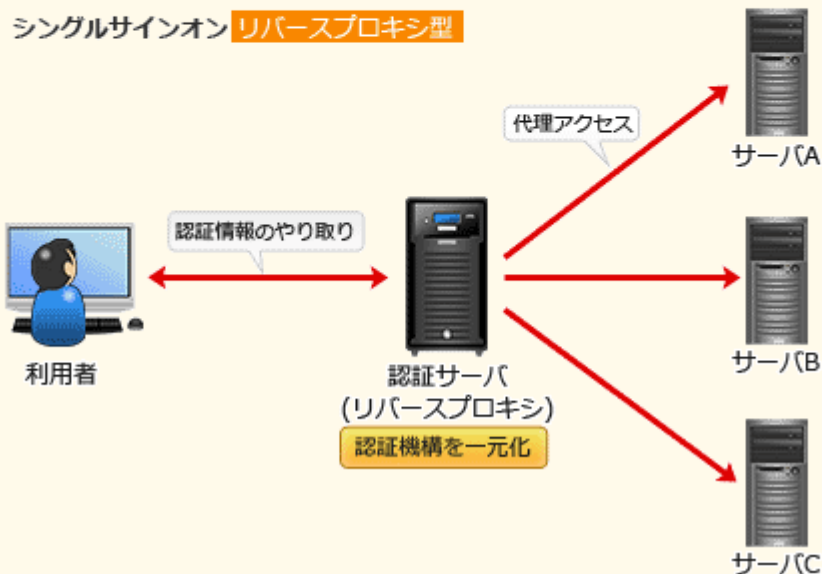 シングルサインオン リバースプロキシ型
代理アクセス
サーバA
認証情報のやり取り
利用者
認証サーバ
(リバースプロキシ)
認証機構を一元化
サーバB
サーバC